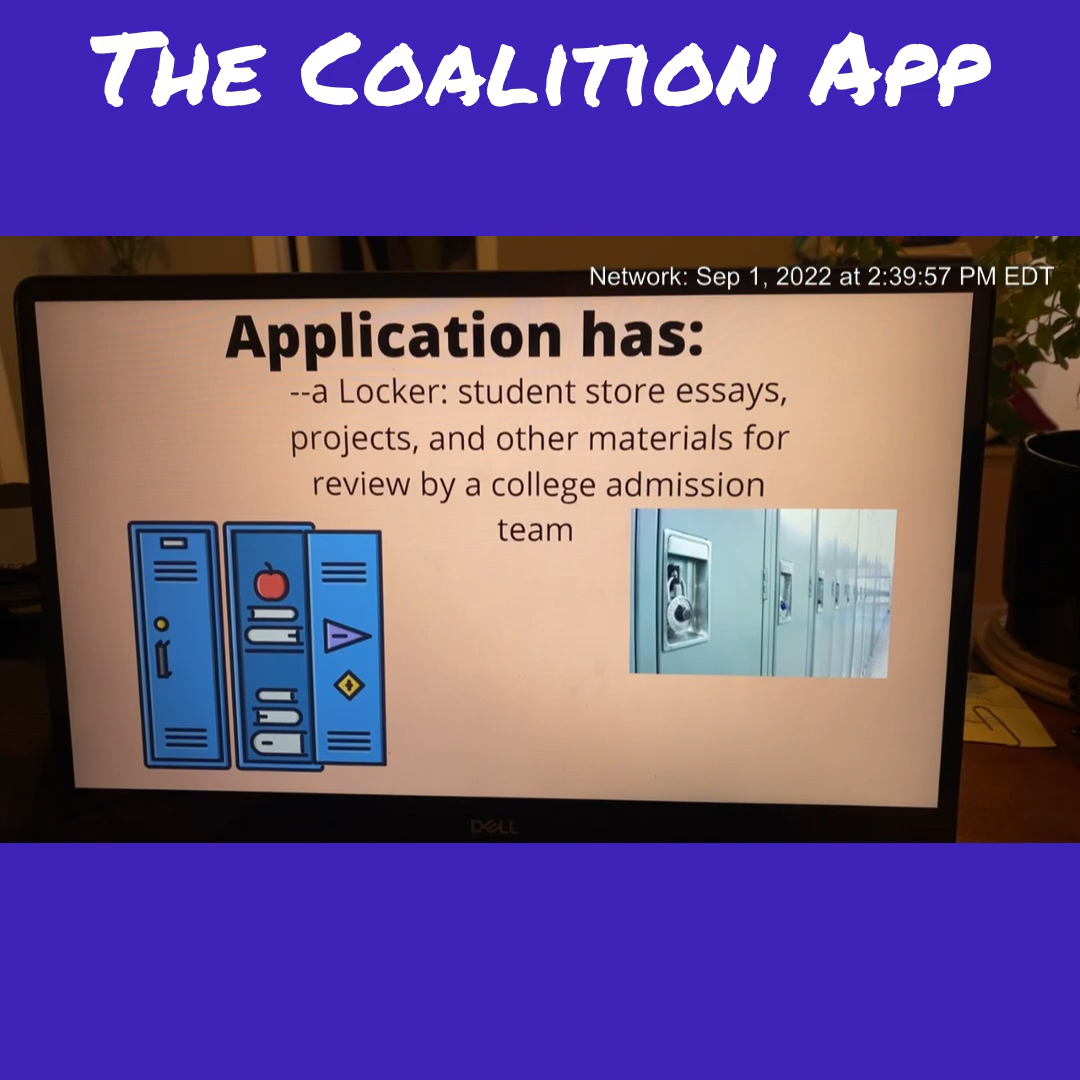 THE COALITION APP
Network: Sep 1, 2022 at 2:39:57 PM EDT
Application has:
--a Locker: student store essays,
projects, and other materials for
review by a college admission
team
DELL